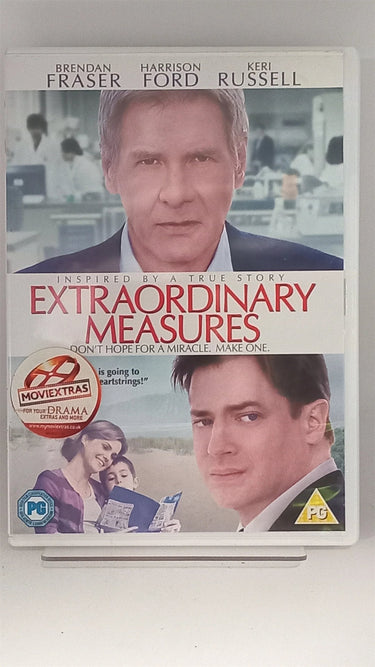 BRENDAN HARRISON KERI
FRASER FORD RUSSELL
INSPIRED BY A TRUE STORY
EXTRAORDINARY
MEASURES
DON'T HOPE FOR A MIRACLE. MAKE ONE.
is going to
eartstrings!"
MOVIEXTRAS
FOR YOUR DRAMA
EXTRAS AND MORE
www.mymoviextras.co.uk
PG
PG